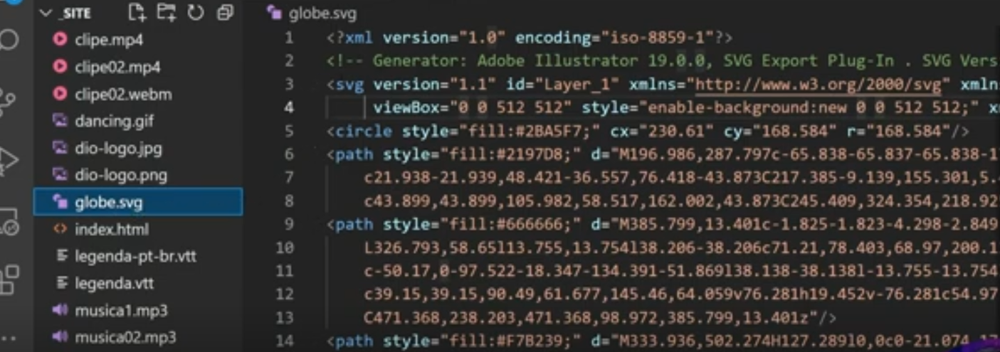 _SITE
clipe.mp4
clipe02.mp4
clipe02.webm
dancing.gif
dio-logo.jpg
dio-logo.png
globe.svg
index.html
legenda-pt-br.vtt
legenda.vtt
musica1.mp3
musica02.mp3
globe.svg
1 <?xml version="1.0" encoding="iso-8859-1"?>
2 <!-- Generator: Adobe Illustrator 19.0.0, SVG Export Plug-In . SVG Vers
3 <svg version="1.1" id="Layer_1" xmlns="http://www.w3.org/2000/svg" xmln
4 viewBox="0 0 512 512" style="enable-background:new 0 0 512 512;" x
5 <circle style="fill:#2BA5F7;" cx="230.61" cy="168.584" r="168.584"/>
6 <path style="fill:#2197D8;" d="M196.986,287.797c-65.838-65.837-65.838-1
7 c21.938-21.939,48.421-36.557,76.418-43.873C217.385-9.139,155.301,5.
8 c43.899,43.899,105.982,58.517,162.002,43.873C245.409,324.354,218.92
9 <path style="fill:#666666;" d="M385.799,13.401c-1.825-1.823-4.298-2.849
10 L326.793,58.65l13.755,13.754l38.206-38.206c71.21,78.403,68.97,200.1
11 c-50.17,0-97.522-18.347-134.391-51.869l38.138-38.138l-13.755-13.754
12 c39.15,39.15,90.49,61.677,145.46,64.059v76.281h19.452v-76.281c54.97
13 C471.368,238.203,471.368,98.972,385.799,13.401z"/>
14 <path style="fill:#F7B239;" d="M333.936,502.274H127.289l0,0c0-21.074